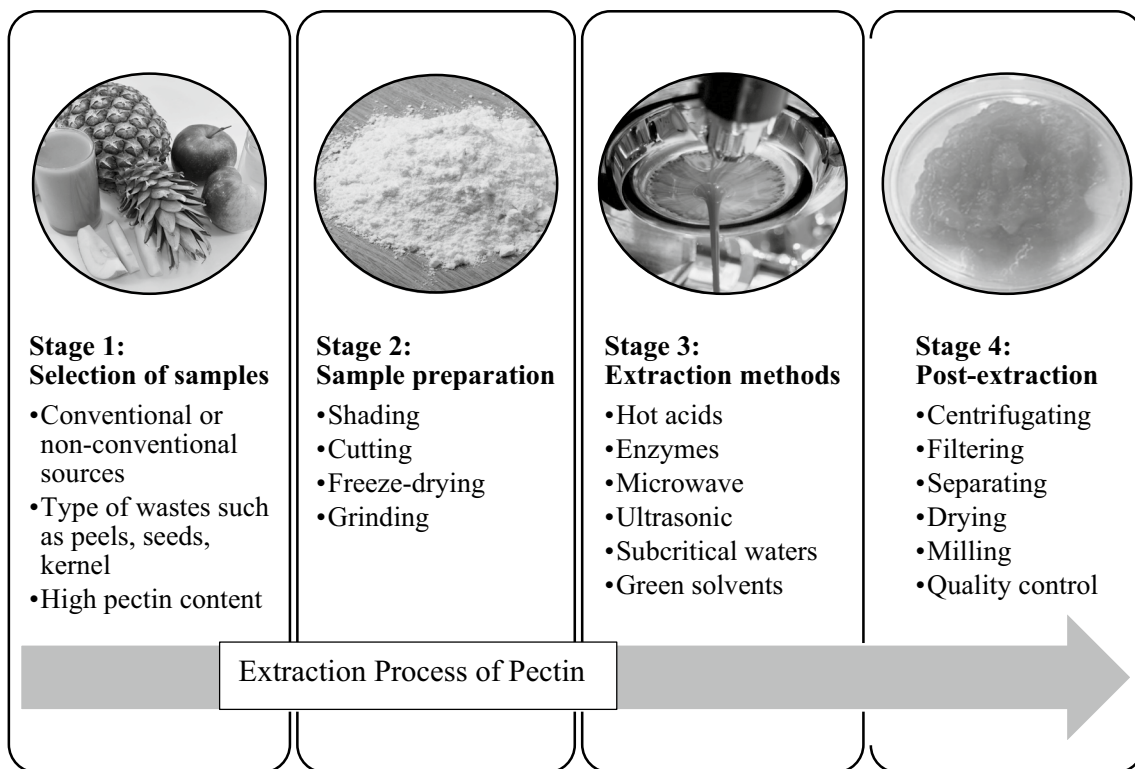 Stage 1:
Selection of samples
•Conventional or
non-conventional
sources
•Type of wastes such
as peels, seeds,
kernel
•High pectin content
Stage 2:
Sample preparation
•Shading
•Cutting
•Freeze-drying
•Grinding
Stage 3:
Extraction methods
•Hot acids
•Enzymes
•Microwave
•Ultrasonic
•Subcritical waters
•Green solvents
Stage 4:
Post-extraction
•Centrifugating
•Filtering
•Separating
•Drying
•Milling
•Quality control
Extraction Process of Pectin